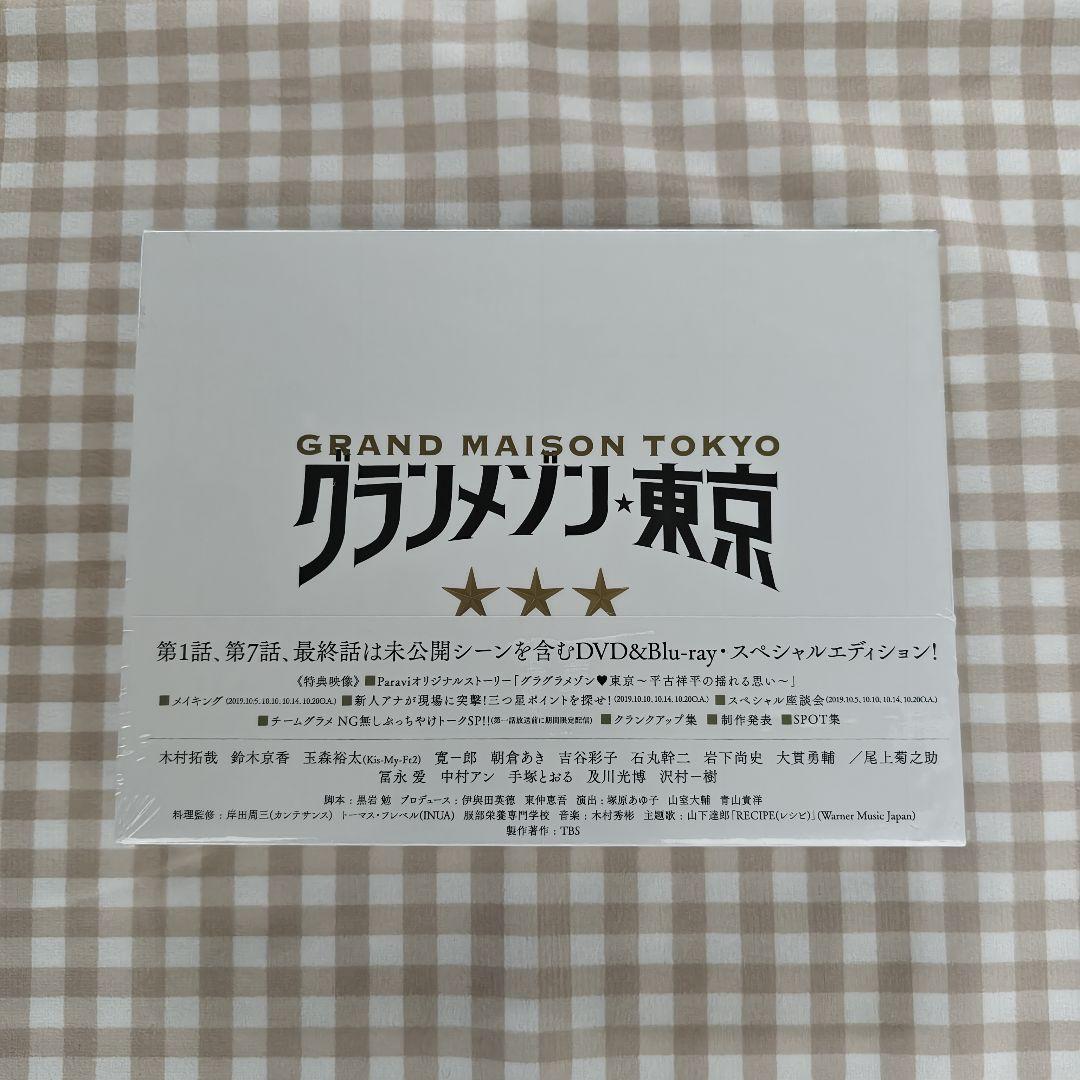 GRAND MAISON TOKYO
グランメゾン★東京
★★★
第1話、第7話、最終話は未公開シーンを含むDVD&Blu-ray・スペシャルエディション!
《特典映像》■Paraviオリジナルストーリー「グラグラメゾン♥東京～平古祥平の揺れる思い～」
■メイキング(2019.10.5, 10.10, 10.14, 10.20O.A.) ■新人アナが現場に突撃!三つ星ポイントを探せ!(2019.10.10, 10.14, 10.20O.A.) ■スペシャル座談会(2019.10.5, 10.10, 10.14, 10.20O.A.)
■チームグラメ NG無しぶっちゃけトークSP!!(第一話放送前に期間限定配信) ■クランクアップ集 ■制作発表 ■SPOT集
木村拓哉 鈴木京香 玉森裕太(Kis-My-Ft2) 寛一郎 朝倉あき 吉谷彩子 石丸幹二 岩下尚史 大貫勇輔 ／尾上菊之助
冨永 愛 中村アン 手塚とおる 及川光博 沢村一樹
脚本：黒岩 勉 プロデュース：伊與田英徳 東仲恵吾 演出：塚原あゆ子 山室大輔 青山貴洋
料理監修：岸田周三(カンテサンス) トーマス・フレベル(INUA) 服部栄養専門学校 音楽：木村秀彬 主題歌：山下達郎「RECIPE(レシピ)」(Warner Music Japan)
製作著作：TBS